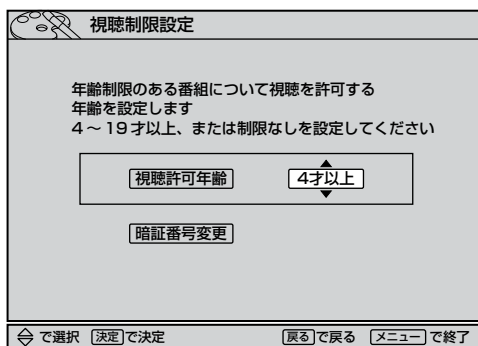 視聴制限設定
年齢制限のある番組について視聴を許可する
年齢を設定します
4～19才以上、または制限なしを設定してください
視聴許可年齢 4才以上
暗証番号変更
で選択 決定で決定 戻るで戻る メニューで終了